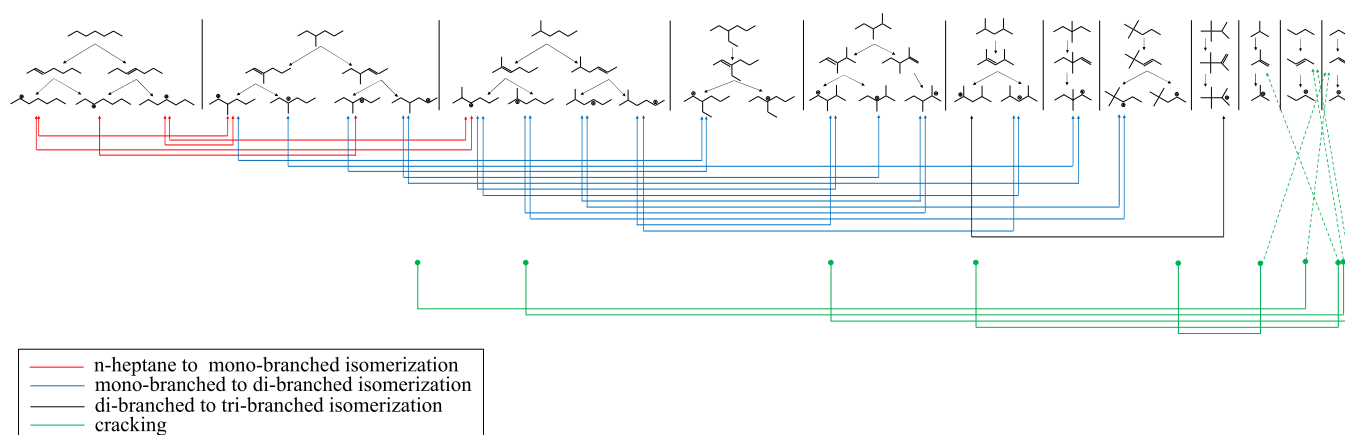 n-heptane to mono-branched isomerization
mono-branched to di-branched isomerization
di-branched to tri-branched isomerization
cracking